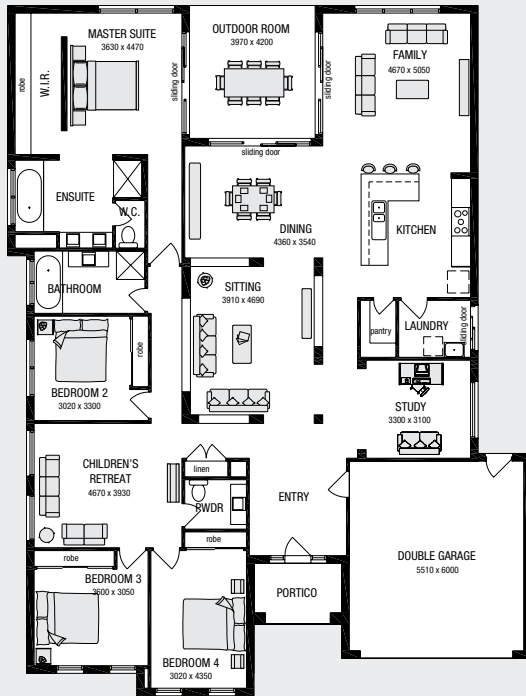 MASTER SUITE
3630 x 4470
OUTDOOR ROOM
3970 x 4200
FAMILY
4670 x 5050
robe
W.I.R.
sliding door
sliding door
sliding door
ENSUITE
W.C.
DINING
4360 x 3540
KITCHEN
BATHROOM
SITTING
3910 x 4690
pantry
LAUNDRY
sliding door
robe
BEDROOM 2
3020 x 3300
STUDY
3300 x 3100
CHILDREN'S
RETREAT
4670 x 3930
linen
PWDR
ENTRY
robe
robe
BEDROOM 3
3600 x 3050
DOUBLE GARAGE
5510 x 6000
PORTICO
BEDROOM 4
3020 x 4350